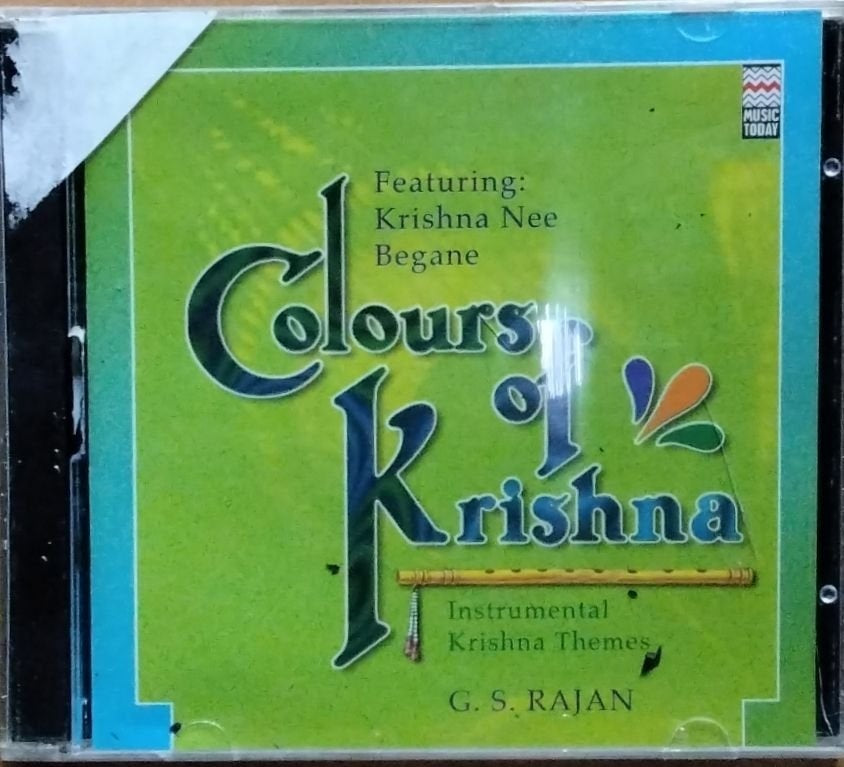 MUSIC
TODAY
Featuring:
Krishna Nee
Begane
Colours
of
Krishna
Instrumental
Krishna Themes
G. S. RAJAN